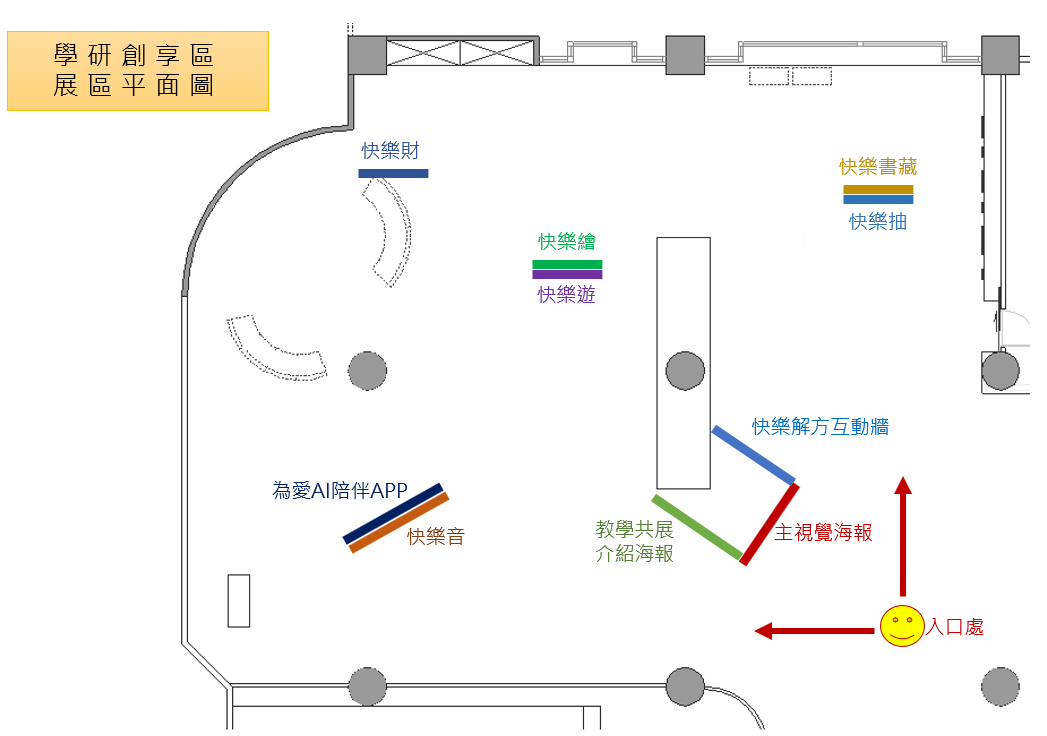 學研創享區
展區平面圖
快樂財
快樂書藏
快樂抽
快樂繪
快樂遊
快樂解方互動牆
為愛AI陪伴APP
快樂音
教學共展
介紹海報
主視覺海報
入口處